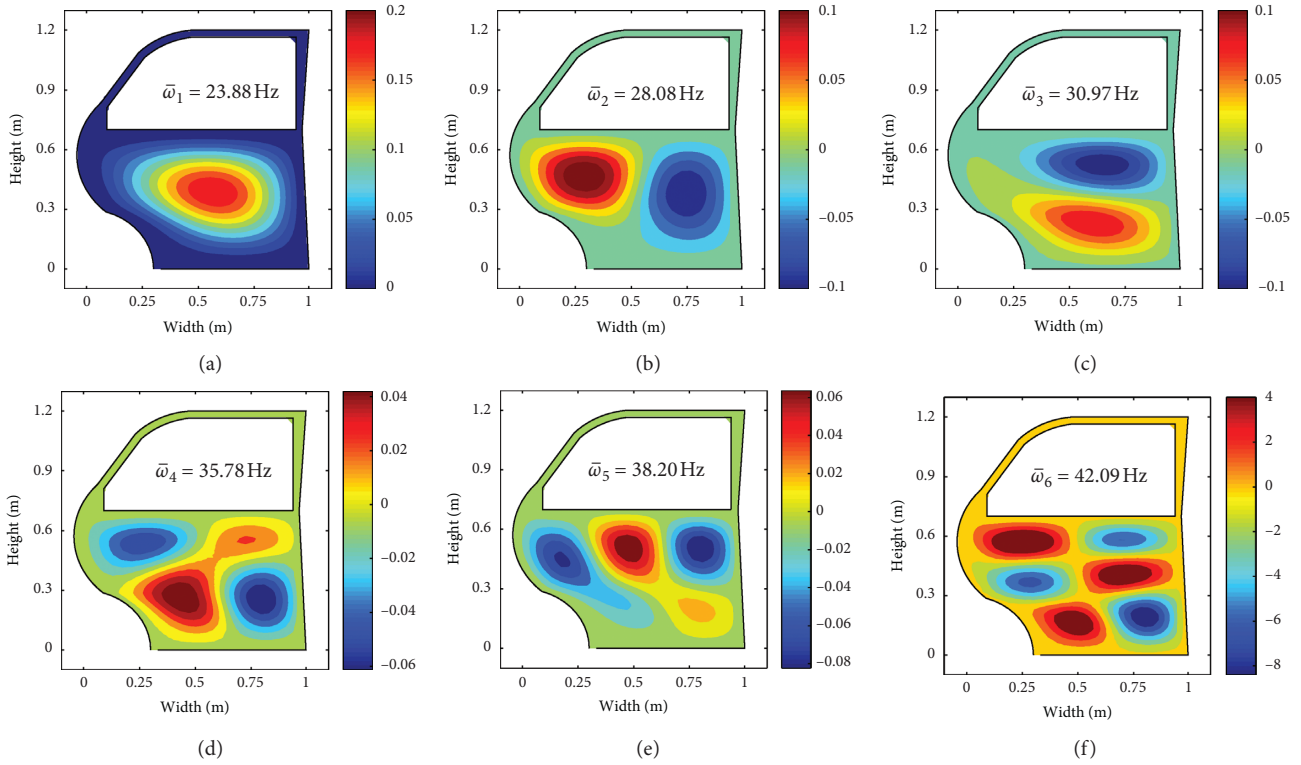 1.2
0.9
0.6
0.3
0
Height (m)
0 0.25 0.5 0.75 1
Width (m)
ω̄1 = 23.88 Hz
0.2
0.15
0.1
0.05
0
(a)
1.2
0.9
0.6
0.3
0
Height (m)
0 0.25 0.5 0.75 1
Width (m)
ω̄2 = 28.08 Hz
0.1
0.05
0
−0.05
−0.1
(b)
1.2
0.9
0.6
0.3
0
Height (m)
0 0.25 0.5 0.75 1
Width (m)
ω̄3 = 30.97 Hz
0.1
0.05
0
−0.05
−0.1
(c)
1.2
0.9
0.6
0.3
0
Height (m)
0 0.25 0.5 0.75 1
Width (m)
ω̄4 = 35.78 Hz
0.04
0.02
0
−0.02
−0.04
−0.06
(d)
1.2
0.9
0.6
0.3
0
Height (m)
0 0.25 0.5 0.75 1
Width (m)
ω̄5 = 38.20 Hz
0.06
0.04
0.02
0
−0.02
−0.04
−0.06
−0.08
(e)
1.2
0.9
0.6
0.3
0
Height (m)
0 0.25 0.5 0.75 1
Width (m)
ω̄6 = 42.09 Hz
4
2
0
−2
−4
−6
−8
(f)